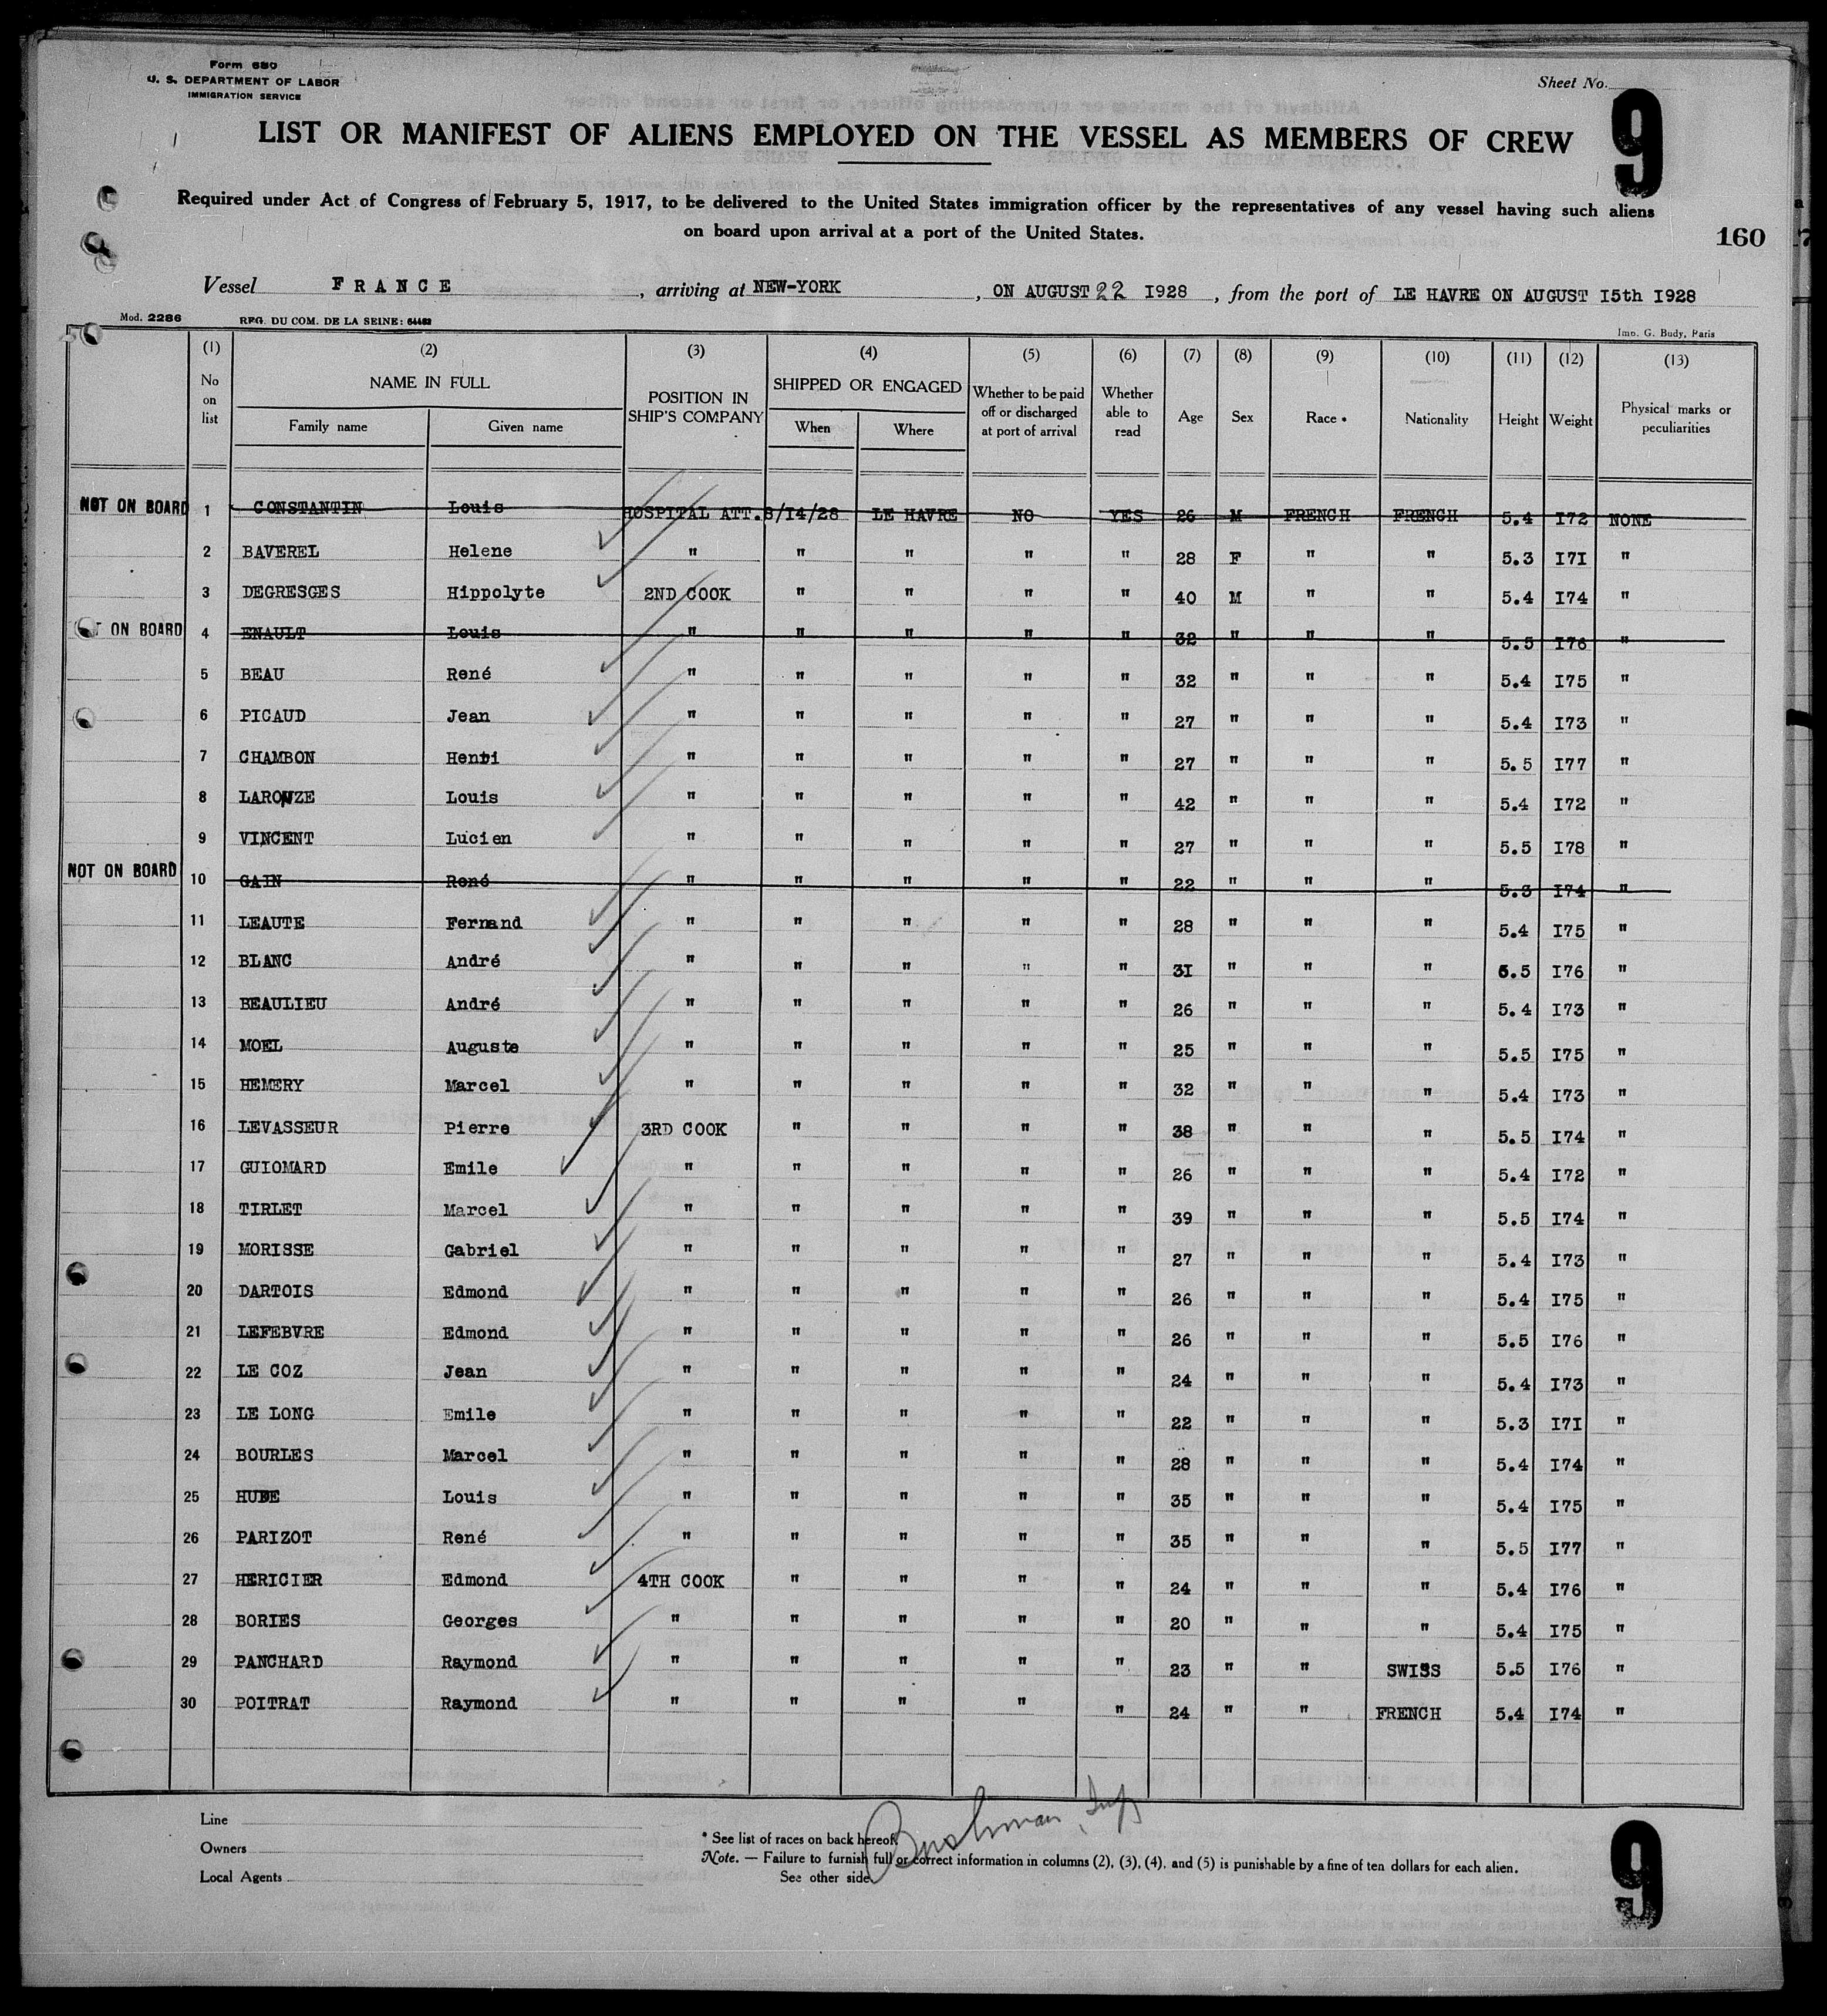 Form 680
U. S. DEPARTMENT OF LABOR
IMMIGRATION SERVICE
Sheet No.
9
LIST OR MANIFEST OF ALIENS EMPLOYED ON THE VESSEL AS MEMBERS OF CREW
Required under Act of Congress of February 5, 1917, to be delivered to the United States immigration officer by the representatives of any vessel having such aliens
on board upon arrival at a port of the United States.
160
Vessel FRANCE, arriving at NEW-YORK, ON AUGUST 22 1928, from the port of LE HAVRE ON AUGUST 15th 1928
Mod. 2286 REG. DU COM. DE LA SEINE: 64482 Imp. G. Budy, Paris
(1) (2) (3) (4) (5) (6) (7) (8) (9) (10) (11) (12) (13)
No on list NAME IN FULL Family name Given name POSITION IN SHIP'S COMPANY SHIPPED OR ENGAGED When Where Whether to be paid off or discharged at port of arrival Whether able to read Age Sex Race * Nationality Height Weight Physical marks or peculiarities
NOT ON BOARD 1 CONSTANTIN Louis HOSPITAL ATT. 8/14/28 LE HAVRE NO YES 26 M FRENCH FRENCH 5.4 172 NONE
2 BAVEREL Helene " " " " " 28 F " " 5.3 171 "
3 DEGRESGES Hippolyte 2ND COOK " " " " 40 M " " 5.4 174 "
NOT ON BOARD 4 ENAULT Louis " " " " " 32 " " " 5.5 176 "
5 BEAU René " " " " " 32 " " " 5.4 175 "
6 PICAUD Jean " " " " " 27 " " " 5.4 173 "
7 CHAMBON Henri " " " " " 27 " " " 5.5 177 "
8 LAROUZE Louis " " " " " 42 " " " 5.4 172 "
9 VINCENT Lucien " " " " " 27 " " " 5.5 178 "
NOT ON BOARD 10 GAIN René " " " " " 22 " " " 5.3 174 "
11 LEAUTE Fernand " " " " " 28 " " " 5.4 175 "
12 BLANC André " " " " " 31 " " " 5.5 176 "
13 BEAULIEU André " " " " " 26 " " " 5.4 173 "
14 MOEL Auguste " " " " " 25 " " " 5.5 175 "
15 HEMERY Marcel " " " " " 32 " " " 5.4 173 "
16 LEVASSEUR Pierre 3RD COOK " " " " 38 " " " 5.5 174 "
17 GUIOMARD Emile " " " " " 26 " " " 5.4 172 "
18 TIRLET Marcel " " " " " 39 " " " 5.5 174 "
19 MORISSE Gabriel " " " " " 27 " " " 5.4 173 "
20 DARTOIS Edmond " " " " " 26 " " " 5.4 175 "
21 LEFEBVRE Edmond " " " " " 26 " " " 5.5 176 "
22 LE COZ Jean " " " " " 24 " " " 5.4 173 "
23 LE LONG Emile " " " " " 22 " " " 5.3 171 "
24 BOURLES Marcel " " " " " 28 " " " 5.4 174 "
25 HUDE Louis " " " " " 35 " " " 5.4 175 "
26 PARIZOT René " " " " " 35 " " " 5.5 177 "
27 HERICIER Edmond 4TH COOK " " " " 24 " " " 5.4 176 "
28 BORIES Georges " " " " " 20 " " " 5.4 175 "
29 PANCHARD Raymond " " " " " 23 " " SWISS 5.5 176 "
30 POITRAT Raymond " " " " " 24 " " FRENCH 5.4 174 "
Line
Owners
Local Agents
Bushman, Insp
* See list of races on back hereof.
Note. — Failure to furnish full or correct information in columns (2), (3), (4), and (5) is punishable by a fine of ten dollars for each alien.
See other side
9